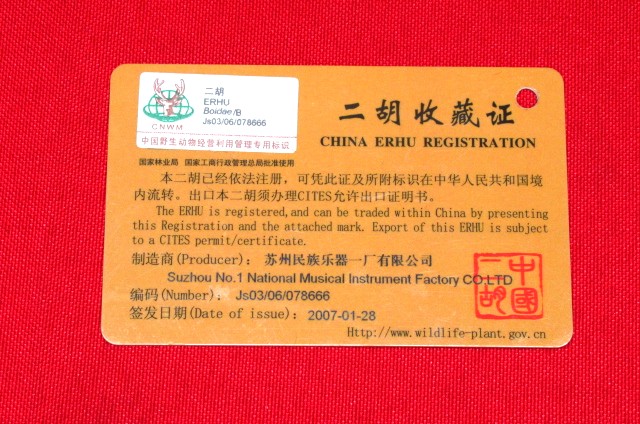 二胡
ERHU
Boidae/B
Js03/06/078666
CNWM
中国野生动物经营利用管理专用标识
二胡收藏证
CHINA ERHU REGISTRATION
国家林业局 国家工商行政管理总局批准使用
本二胡已经依法注册，可凭此证及所附标识在中华人民共和国境
内流转。出口本二胡须办理CITES允许出口证明书。
The ERHU is registered,and can be traded within China by presenting
this Registration and the attached mark. Export of this ERHU is subject
to a CITES permit/certificate.
制造商(Producer): 苏州民族乐器一厂有限公司
Suzhou No.1 National Musical Instrument Factory CO.LTD
编码(Number): Js03/06/078666
签发日期(Date of issue): 2007-01-28
中國二胡
Http://www.wildlife-plant.gov.cn